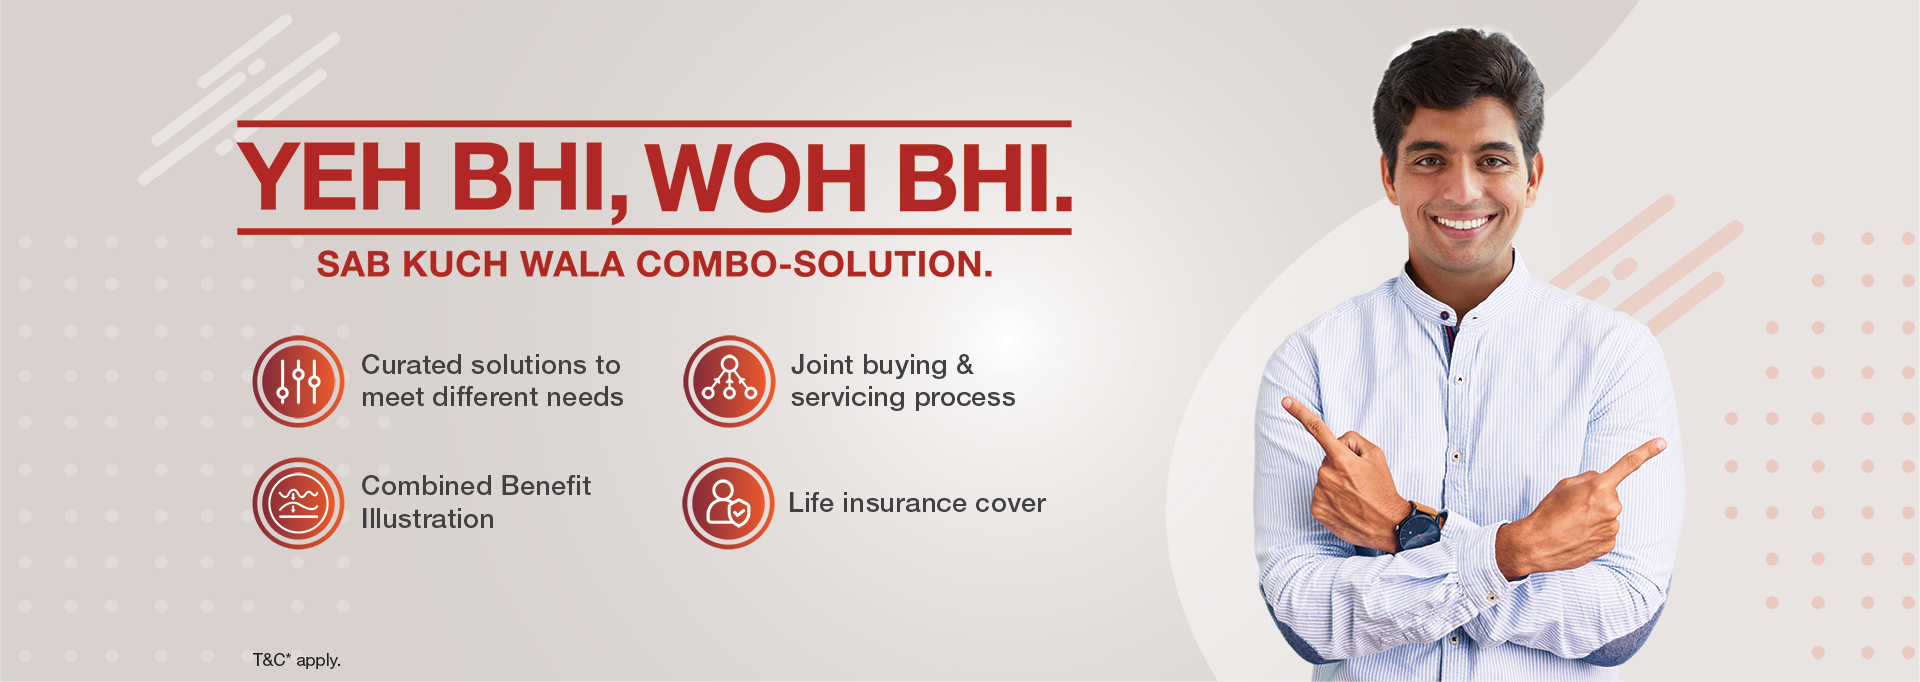 YEH BHI, WOH BHI.
SAB KUCH WALA COMBO-SOLUTION.
Curated solutions to
meet different needs
Joint buying &
servicing process
Combined Benefit
Illustration
Life insurance cover
T&C* apply.